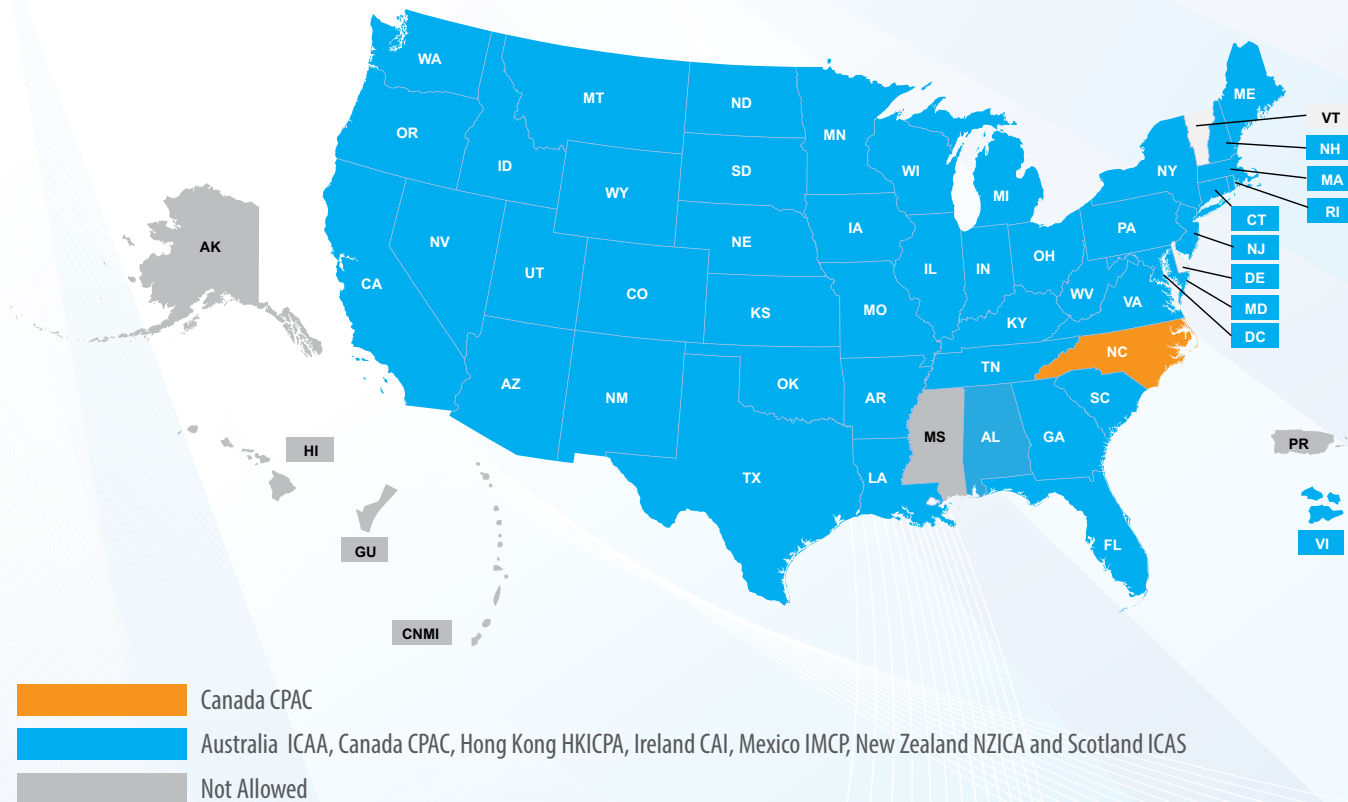 WA
MT
ND
MN
ME
VT
OR
ID
SD
WI
MI
NY
NH
MA
RI
WY
CT
AK
NV
NE
IA
PA
NJ
UT
CO
IL
IN
OH
DE
CA
KS
MO
WV
VA
MD
KY
DC
NC
TN
AZ
NM
OK
AR
SC
MS
AL
GA
PR
HI
TX
LA
FL
VI
GU
CNMI
Canada CPAC
Australia ICAA, Canada CPAC, Hong Kong HKICPA, Ireland CAI, Mexico IMCP, New Zealand NZICA and Scotland ICAS
Not Allowed